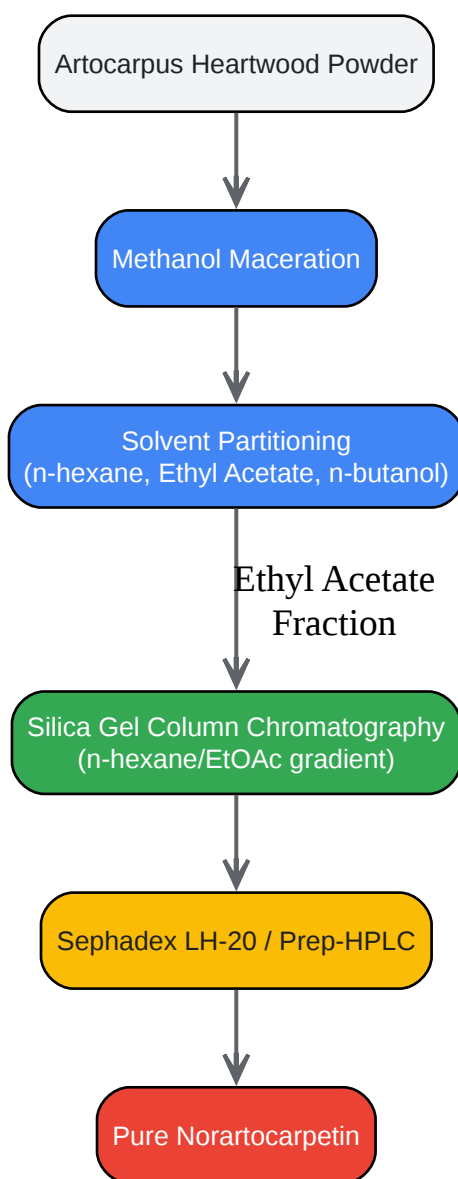 Artocarpus Heartwood Powder
Methanol Maceration
Solvent Partitioning
(n-hexane, Ethyl Acetate, n-butanol)
Ethyl Acetate
Fraction
Silica Gel Column Chromatography
(n-hexane/EtOAc gradient)
Sephadex LH-20 / Prep-HPLC
Pure Norartocarpetin